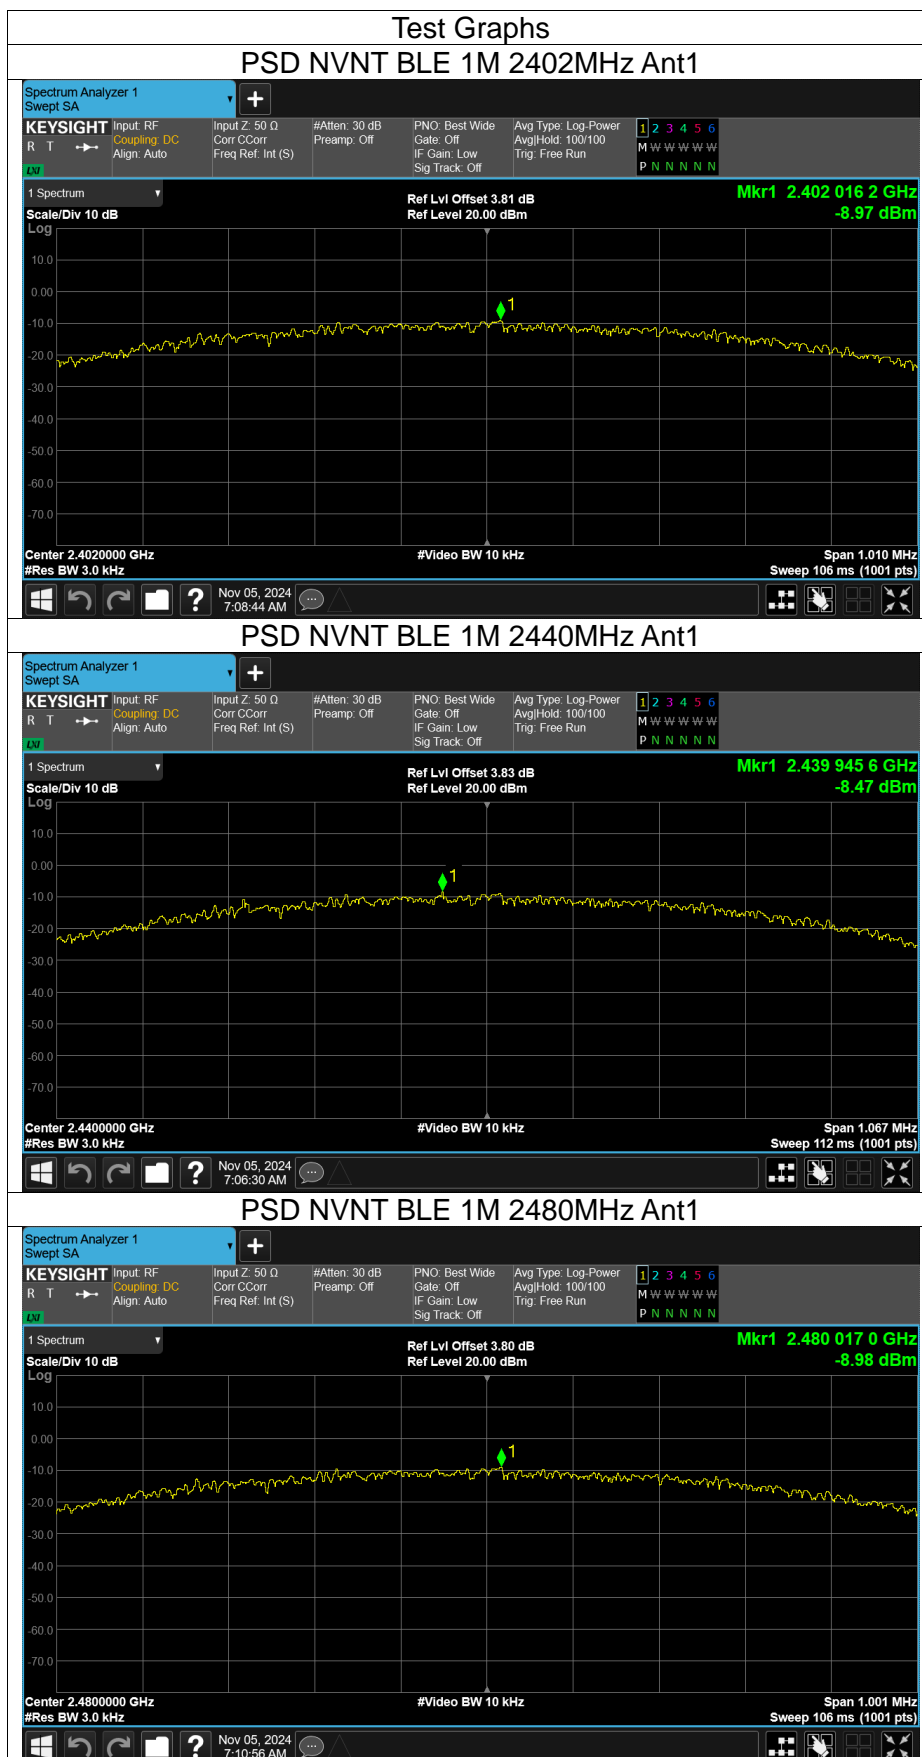 Test Graphs
PSD NVNT BLE 1M 2402MHz Ant1
Spectrum Analyzer 1
Swept SA
KEYSIGHT Input: RF Input Z: 50 Ω #Atten: 30 dB PNO: Best Wide Avg Type: Log-Power 1 2 3 4 5 6
R T Coupling: DC Corr CCorr Preamp: Off Gate: Off Avg|Hold: 100/100 M W W W W W
Align: Auto Freq Ref: Int (S) IF Gain: Low Trig: Free Run
LXI Sig Track: Off P N N N N N
1 Spectrum Ref Lvl Offset 3.81 dB Mkr1 2.402 016 2 GHz
Scale/Div 10 dB Ref Level 20.00 dBm -8.97 dBm
Log
10.0
0.00
1
-10.0
-20.0
-30.0
-40.0
-50.0
-60.0
-70.0
Center 2.4020000 GHz #Video BW 10 kHz Span 1.010 MHz
#Res BW 3.0 kHz Sweep 106 ms (1001 pts)
? Nov 05, 2024
7:08:44 AM
PSD NVNT BLE 1M 2440MHz Ant1
Spectrum Analyzer 1
Swept SA
KEYSIGHT Input: RF Input Z: 50 Ω #Atten: 30 dB PNO: Best Wide Avg Type: Log-Power 1 2 3 4 5 6
R T Coupling: DC Corr CCorr Preamp: Off Gate: Off Avg|Hold: 100/100 M W W W W W
Align: Auto Freq Ref: Int (S) IF Gain: Low Trig: Free Run
LXI Sig Track: Off P N N N N N
1 Spectrum Ref Lvl Offset 3.83 dB Mkr1 2.439 945 6 GHz
Scale/Div 10 dB Ref Level 20.00 dBm -8.47 dBm
Log
10.0
0.00
1
-10.0
-20.0
-30.0
-40.0
-50.0
-60.0
-70.0
Center 2.4400000 GHz #Video BW 10 kHz Span 1.067 MHz
#Res BW 3.0 kHz Sweep 112 ms (1001 pts)
? Nov 05, 2024
7:06:30 AM
PSD NVNT BLE 1M 2480MHz Ant1
Spectrum Analyzer 1
Swept SA
KEYSIGHT Input: RF Input Z: 50 Ω #Atten: 30 dB PNO: Best Wide Avg Type: Log-Power 1 2 3 4 5 6
R T Coupling: DC Corr CCorr Preamp: Off Gate: Off Avg|Hold: 100/100 M W W W W W
Align: Auto Freq Ref: Int (S) IF Gain: Low Trig: Free Run
LXI Sig Track: Off P N N N N N
1 Spectrum Ref Lvl Offset 3.80 dB Mkr1 2.480 017 0 GHz
Scale/Div 10 dB Ref Level 20.00 dBm -8.98 dBm
Log
10.0
0.00
1
-10.0
-20.0
-30.0
-40.0
-50.0
-60.0
-70.0
Center 2.4800000 GHz #Video BW 10 kHz Span 1.001 MHz
#Res BW 3.0 kHz Sweep 106 ms (1001 pts)
? Nov 05, 2024
7:10:56 AM